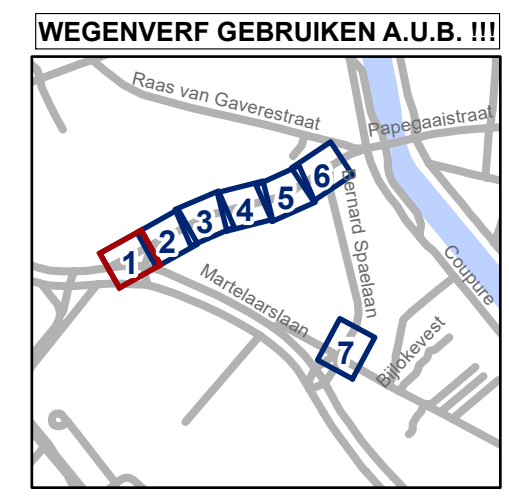 WEGENVERF GEBRUIKEN A.U.B. !!!
Raas van Gaverestraat
Papegaaistraat
6
5
4
3
2
1
Bernard Spaelaan
Coupure
Martelaarslaan
7
Bijlokevest